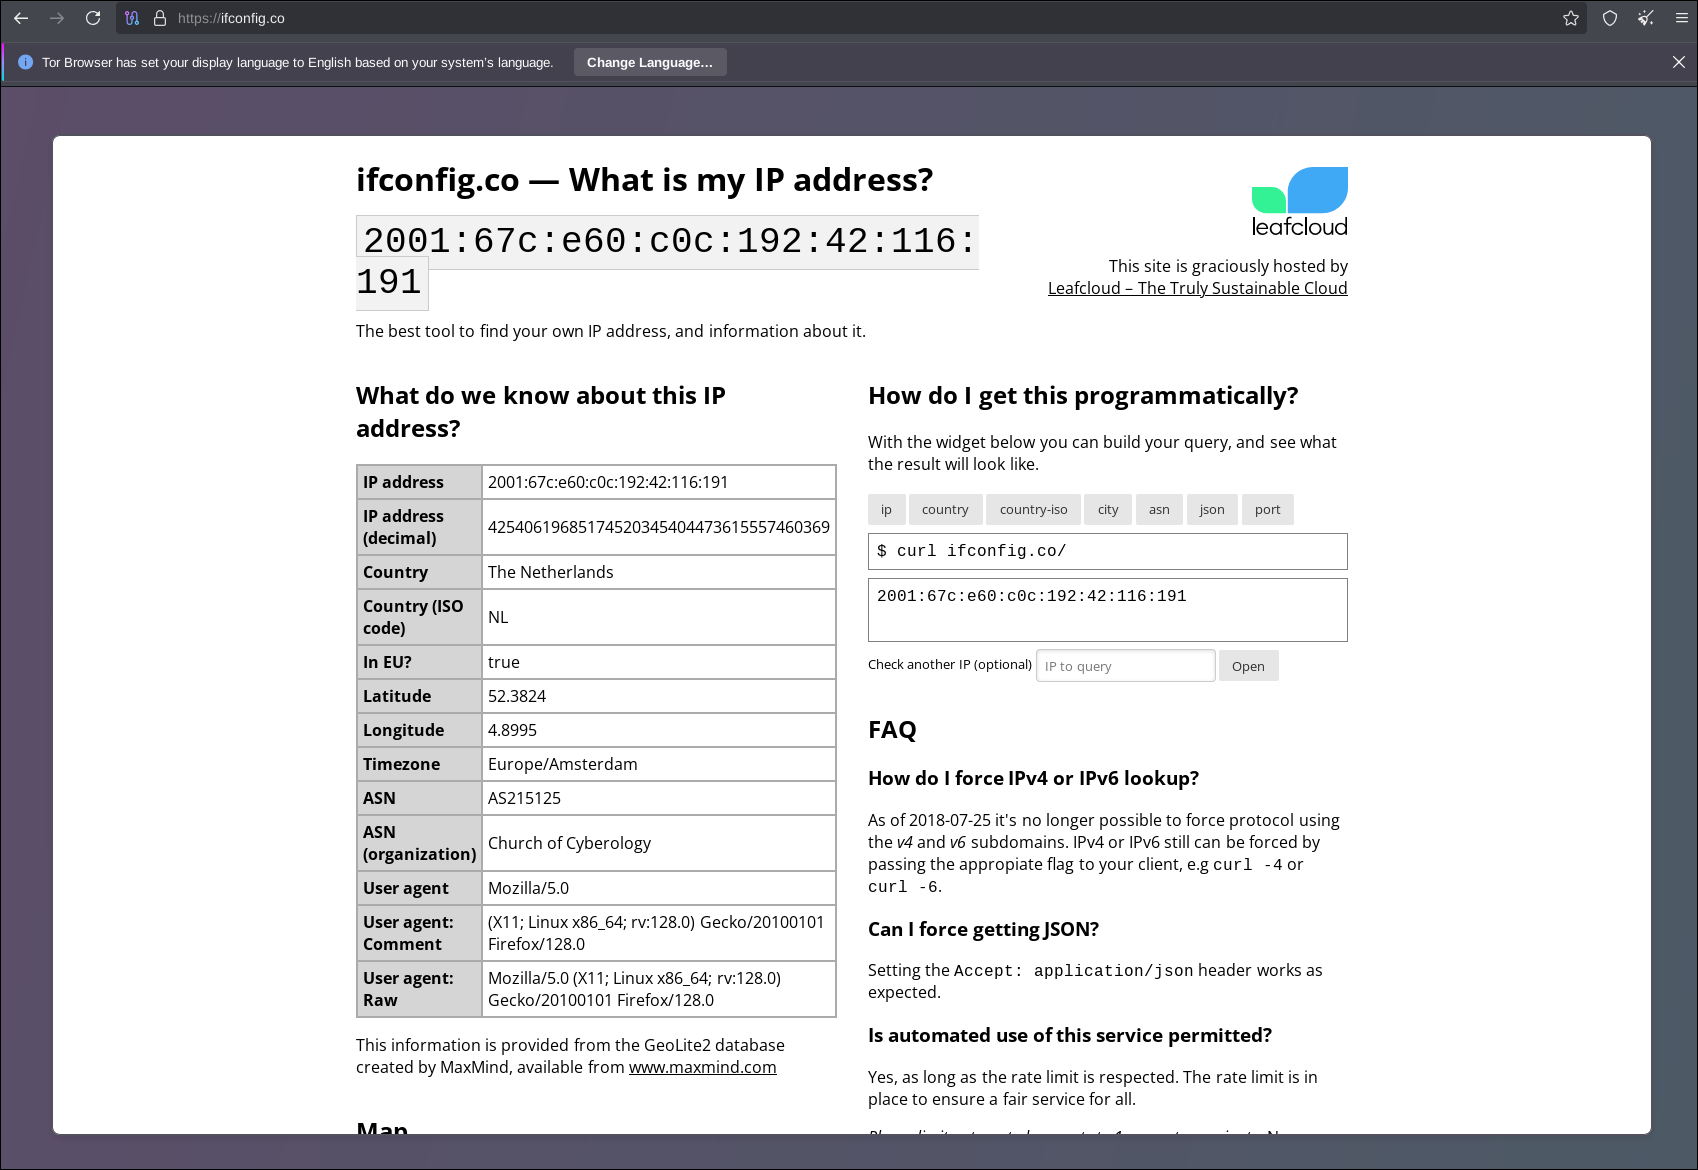 https://ifconfig.co
Tor Browser has set your display language to English based on your system's language.
Change Language…
ifconfig.co — What is my IP address?
2001:67c:e60:c0c:192:42:116:
191
The best tool to find your own IP address, and information about it.
leafcloud
This site is graciously hosted by
Leafcloud – The Truly Sustainable Cloud
What do we know about this IP
address?
IP address 2001:67c:e60:c0c:192:42:116:191
IP address
(decimal) 42540619685174520345404473615557460369
Country The Netherlands
Country (ISO
code) NL
In EU? true
Latitude 52.3824
Longitude 4.8995
Timezone Europe/Amsterdam
ASN AS215125
ASN
(organization) Church of Cyberology
User agent Mozilla/5.0
User agent: (X11; Linux x86_64; rv:128.0) Gecko/20100101
Comment Firefox/128.0
User agent: Mozilla/5.0 (X11; Linux x86_64; rv:128.0)
Raw Gecko/20100101 Firefox/128.0
This information is provided from the GeoLite2 database
created by MaxMind, available from www.maxmind.com
Map
How do I get this programmatically?
With the widget below you can build your query, and see what
the result will look like.
ip country country-iso city asn json port
$ curl ifconfig.co/
2001:67c:e60:c0c:192:42:116:191
Check another IP (optional) IP to query Open
FAQ
How do I force IPv4 or IPv6 lookup?
As of 2018-07-25 it's no longer possible to force protocol using
the v4 and v6 subdomains. IPv4 or IPv6 still can be forced by
passing the appropiate flag to your client, e.g curl -4 or
curl -6.
Can I force getting JSON?
Setting the Accept: application/json header works as
expected.
Is automated use of this service permitted?
Yes, as long as the rate limit is respected. The rate limit is in
place to ensure a fair service for all.